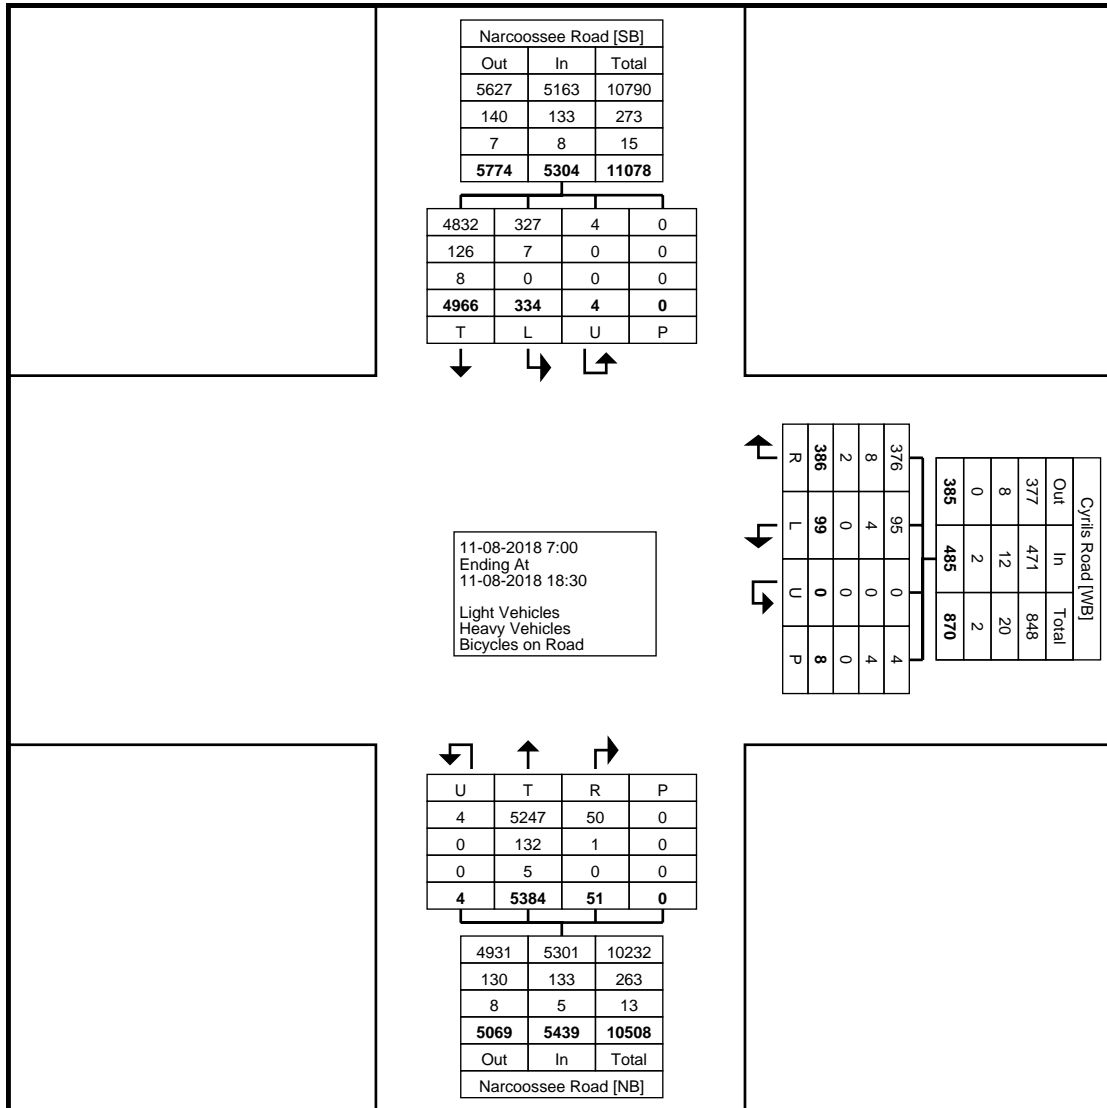 Narcoossee Road [SB]
Out In Total
5627 5163 10790
140 133 273
7 8 15
5774 5304 11078
4832 327 4 0
126 7 0 0
8 0 0 0
4966 334 4 0
T L U P
Cyrils Road [WB]
Out In Total
377 471 848
8 12 20
0 2 2
385 485 870
376 95 0 4
8 4 0 4
2 0 0 0
386 99 0 8
R L U P
11-08-2018 7:00
Ending At
11-08-2018 18:30
Light Vehicles
Heavy Vehicles
Bicycles on Road
U T R P
4 5247 50 0
0 132 1 0
0 5 0 0
4 5384 51 0
4931 5301 10232
130 133 263
8 5 13
5069 5439 10508
Out In Total
Narcoossee Road [NB]